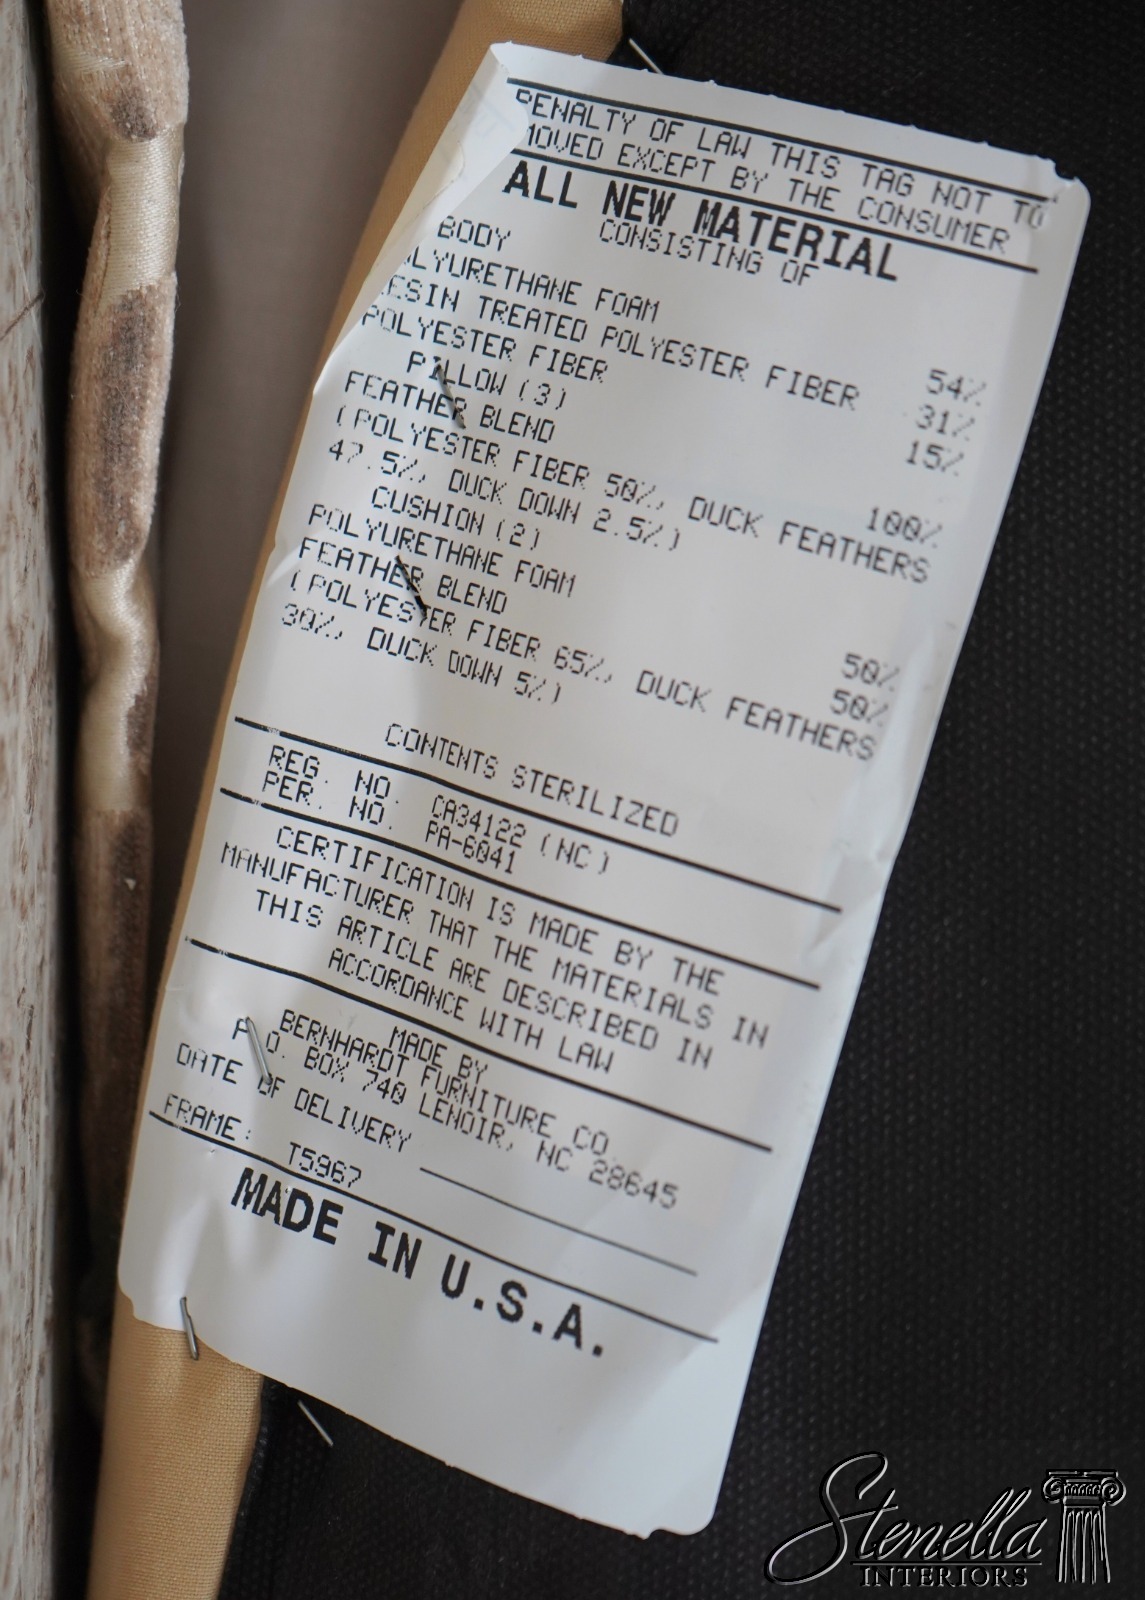 PENALTY OF LAW THIS TAG NOT TO
MOVED EXCEPT BY THE CONSUMER
ALL NEW MATERIAL
CONSISTING OF
BODY
LYURETHANE FOAM 54%
ESIN TREATED POLYESTER FIBER 31%
POLYESTER FIBER 15%
PILLOW (3)
FEATHER BLEND 100%
(POLYESTER FIBER 50%, DUCK FEATHERS
47.5%, DUCK DOWN 2.5%)
CUSHION (2)
POLYURETHANE FOAM 50%
FEATHER BLEND 50%
(POLYESTER FIBER 65%, DUCK FEATHERS
30%, DUCK DOWN 5%)
CONTENTS STERILIZED
REG. NO. CA34122 (NC)
PER. NO. PA-6041
CERTIFICATION IS MADE BY THE
MANUFACTURER THAT THE MATERIALS IN
THIS ARTICLE ARE DESCRIBED IN
ACCORDANCE WITH LAW
MADE BY
BERNHARDT FURNITURE CO.
P.O. BOX 740 LENOIR, NC 28645
DATE OF DELIVERY
FRAME: T5967
MADE IN U.S.A.
Stenella
INTERIORS